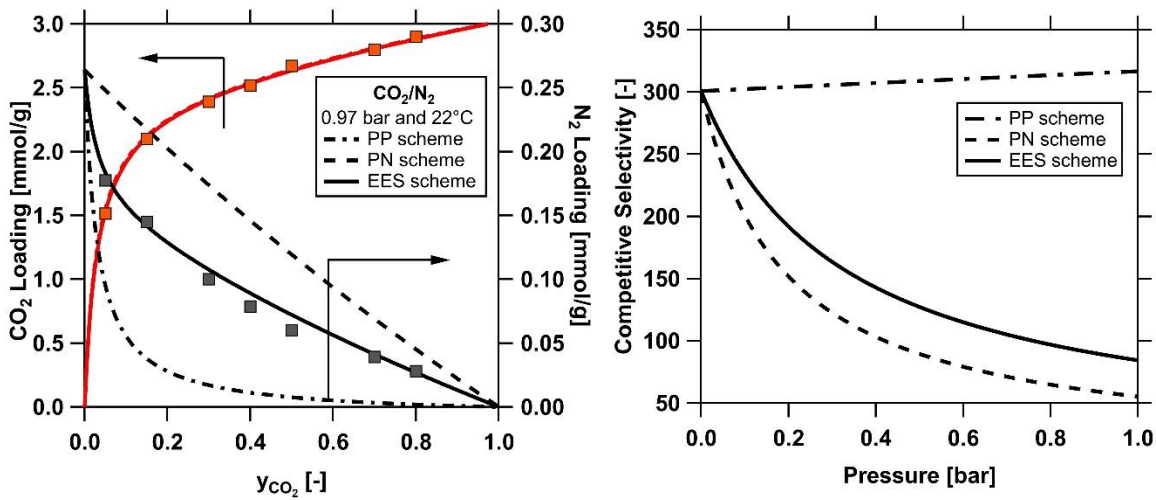 3.0
2.5
2.0
1.5
1.0
0.5
0.0
CO2 Loading [mmol/g]
0.30
0.25
0.20
0.15
0.10
0.05
0.00
N2 Loading [mmol/g]
CO2/N2
0.97 bar and 22°C
PP scheme
PN scheme
EES scheme
0.0 0.2 0.4 0.6 0.8 1.0
yCO2 [-]
350
300
250
200
150
100
50
Competitive Selectivity [-]
PP scheme
PN scheme
EES scheme
0.0 0.2 0.4 0.6 0.8 1.0
Pressure [bar]